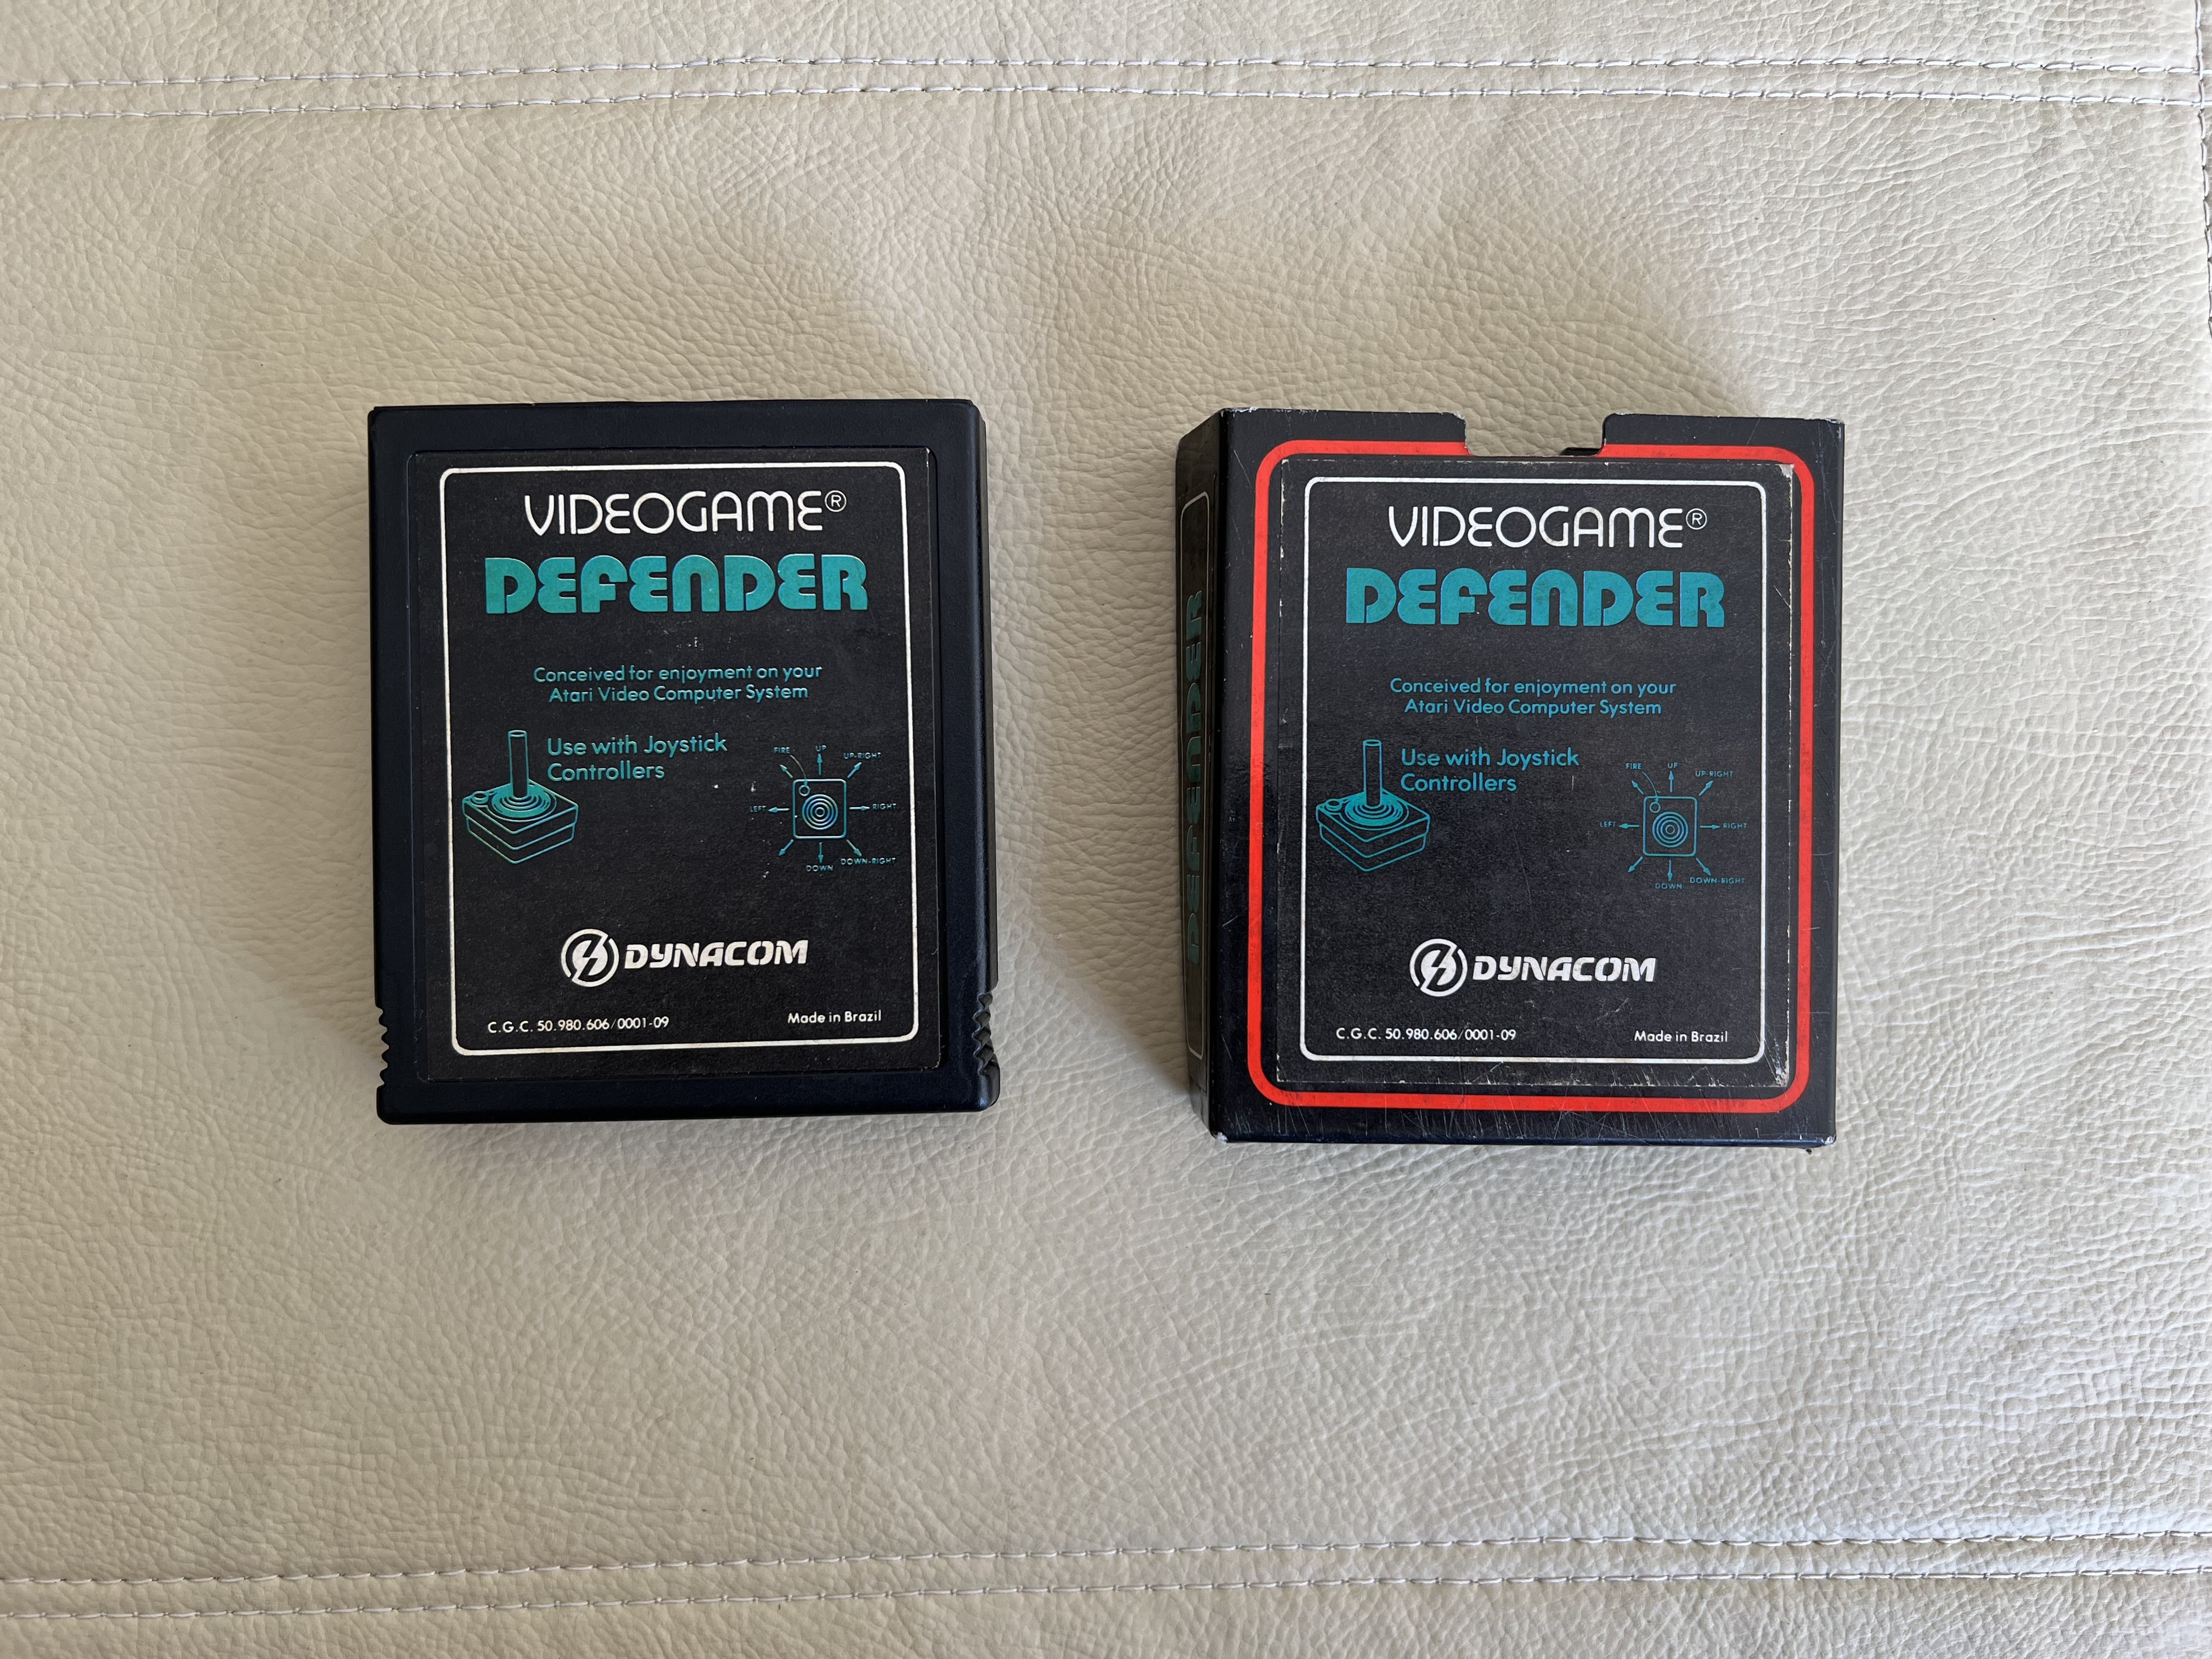 VIDEOGAME®
DEFENDER
Conceived for enjoyment on your
Atari Video Computer System
Use with Joystick
Controllers
FIRE
UP
UP-RIGHT
LEFT
RIGHT
DOWN
DOWN-RIGHT
DYNACOM
C.G.C. 50.980.606/0001-09
Made in Brazil
DEFENDER
VIDEOGAME®
DEFENDER
Conceived for enjoyment on your
Atari Video Computer System
Use with Joystick
Controllers
FIRE
UP
UP-RIGHT
LEFT
RIGHT
DOWN
DOWN-RIGHT
DYNACOM
C.G.C. 50.980.606/0001-09
Made in Brazil